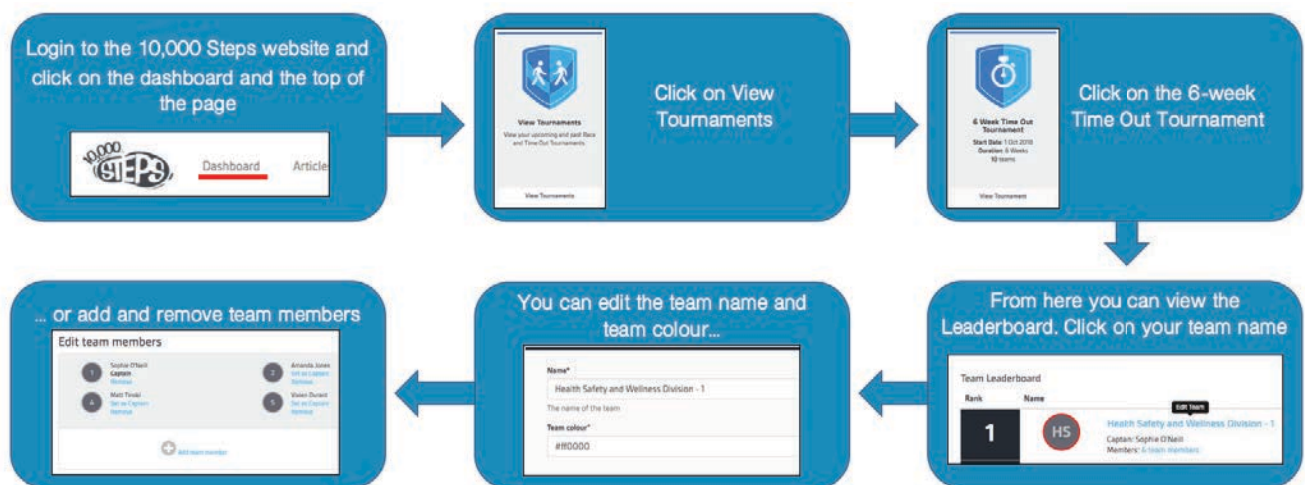 Login to the 10,000 Steps website and
click on the dashboard and the top of
the page
10,000
STEPS
Dashboard
Article
View Tournaments
View your upcoming and past Race
and Time Out Tournaments.
View Tournaments
Click on View
Tournaments
6 Week Time Out
Tournament
Start Date: 1 Oct 2018
Duration: 6 Weeks
10 teams
View Tournament
Click on the 6-week
Time Out Tournament
From here you can view the
Leaderboard. Click on your team name
Team Leaderboard
Rank Name
Edit Team
1 HS Health Safety and Wellness Division - 1
Captain: Sophie O'Neill
Members: 6 team members
You can edit the team name and
team colour...
Name*
Health Safety and Wellness Division - 1
The name of the team
Team colour*
#ff0000
... or add and remove team members
Edit team members
1 Sophie O'Neill
Captain
Remove
2 Amanda Jones
Set as Captain
Remove
4 Matt
Set as Captain
Remove
5 Durant
Set as Captain
Remove
Add team member